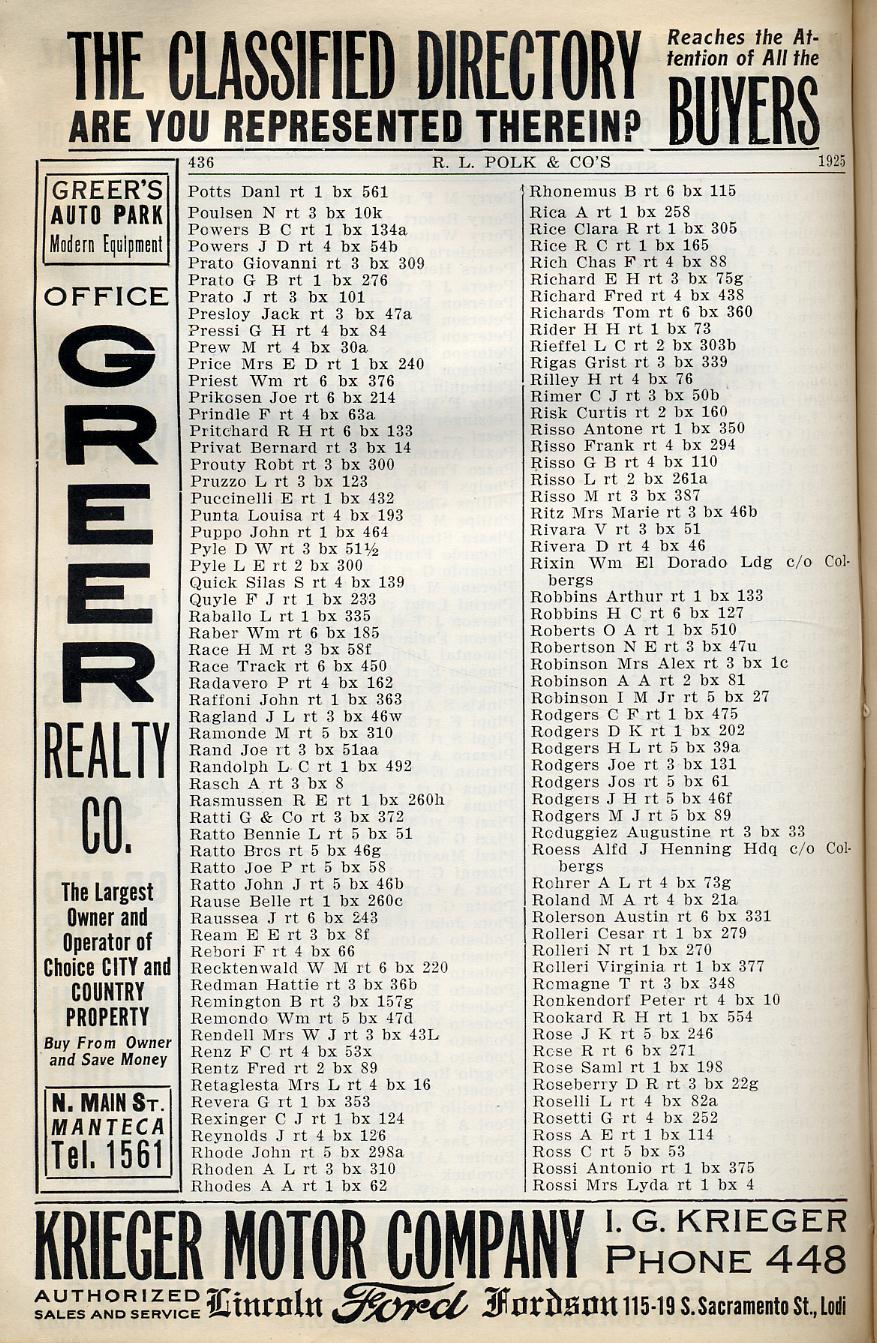 THE CLASSIFIED DIRECTORY
ARE YOU REPRESENTED THEREIN?
Reaches the At-
tention of All the
BUYERS
436 R. L. POLK & CO'S 1925
GREER'S
AUTO PARK
Modern Equipment
OFFICE
GREER
REALTY
CO.
The Largest
Owner and
Operator of
Choice CITY and
COUNTRY
PROPERTY
Buy From Owner
and Save Money
N. MAIN ST.
MANTECA
Tel. 1561
Potts Danl rt 1 bx 561
Poulsen N rt 3 bx 10k
Powers B C rt 1 bx 134a
Powers J D rt 4 bx 54b
Prato Giovanni rt 3 bx 309
Prato G B rt 1 bx 276
Prato J rt 3 bx 101
Presloy Jack rt 3 bx 47a
Pressi G H rt 4 bx 84
Prew M rt 4 bx 30a
Price Mrs E D rt 1 bx 240
Priest Wm rt 6 bx 376
Prikosen Joe rt 6 bx 214
Prindle F rt 4 bx 63a
Pritchard R H rt 6 bx 133
Privat Bernard rt 3 bx 14
Prouty Robt rt 3 bx 300
Pruzzo L rt 3 bx 123
Puccinelli E rt 1 bx 432
Punta Louisa rt 4 bx 193
Puppo John rt 1 bx 464
Pyle D W rt 3 bx 51½
Pyle L E rt 2 bx 300
Quick Silas S rt 4 bx 139
Quyle F J rt 1 bx 233
Raballo L rt 1 bx 335
Raber Wm rt 6 bx 185
Race H M rt 3 bx 58f
Race Track rt 6 bx 450
Radavero P rt 4 bx 162
Raffoni John rt 1 bx 363
Ragland J L rt 3 bx 46w
Ramonde M rt 5 bx 310
Rand Joe rt 3 bx 51aa
Randolph L C rt 1 bx 492
Rasch A rt 3 bx 8
Rasmussen R E rt 1 bx 260h
Ratti G & Co rt 3 bx 372
Ratto Bennie L rt 5 bx 51
Ratto Bros rt 5 bx 46g
Ratto Joe P rt 5 bx 58
Ratto John J rt 5 bx 46b
Rause Belle rt 1 bx 260c
Raussea J rt 6 bx 243
Ream E E rt 3 bx 8f
Rebori F rt 4 bx 66
Recktenwald W M rt 6 bx 220
Redman Hattie rt 3 bx 36b
Remington B rt 3 bx 157g
Remondo Wm rt 5 bx 47d
Rendell Mrs W J rt 3 bx 43L
Renz F C rt 4 bx 53x
Rentz Fred rt 2 bx 89
Retaglesta Mrs L rt 4 bx 16
Revera G rt 1 bx 353
Rexinger C J rt 1 bx 124
Reynolds J rt 4 bx 126
Rhode John rt 5 bx 298a
Rhoden A L rt 3 bx 310
Rhodes A A rt 1 bx 62
Rhonemus B rt 6 bx 115
Rica A rt 1 bx 258
Rice Clara R rt 1 bx 305
Rice R C rt 1 bx 165
Rich Chas F rt 4 bx 88
Richard E H rt 3 bx 75g
Richard Fred rt 4 bx 438
Richards Tom rt 6 bx 360
Rider H H rt 1 bx 73
Rieffel L C rt 2 bx 303b
Rigas Grist rt 3 bx 339
Rilley H rt 4 bx 76
Rimer C J rt 3 bx 50b
Risk Curtis rt 2 bx 160
Risso Antone rt 1 bx 350
Risso Frank rt 4 bx 294
Risso G B rt 4 bx 110
Risso L rt 2 bx 261a
Risso M rt 3 bx 387
Ritz Mrs Marie rt 3 bx 46b
Rivara V rt 3 bx 51
Rivera D rt 4 bx 46
Rixin Wm El Dorado Ldg c/o Col-
bergs
Robbins Arthur rt 1 bx 133
Robbins H C rt 6 bx 127
Roberts O A rt 1 bx 510
Robertson N E rt 3 bx 47u
Robinson Mrs Alex rt 3 bx 1c
Robinson A A rt 2 bx 81
Robinson I M Jr rt 5 bx 27
Rodgers C F rt 1 bx 475
Rodgers D K rt 1 bx 202
Rodgers H L rt 5 bx 39a
Rodgers Joe rt 3 bx 131
Rodgers Jos rt 5 bx 61
Rodgers J H rt 5 bx 46f
Rodgers M J rt 5 bx 89
Roduggiez Augustine rt 3 bx 33
Roess Alfd J Henning Hdq c/o Col-
bergs
Rohrer A L rt 4 bx 73g
Roland M A rt 4 bx 21a
Rolerson Austin rt 6 bx 331
Rolleri Cesar rt 1 bx 279
Rolleri N rt 1 bx 270
Rolleri Virginia rt 1 bx 377
Romagne T rt 3 bx 348
Ronkendorf Peter rt 4 bx 10
Rookard R H rt 1 bx 554
Rose J K rt 5 bx 246
Rose R rt 6 bx 271
Rose Saml rt 1 bx 198
Roseberry D R rt 3 bx 22g
Roselli L rt 4 bx 82a
Rosetti G rt 4 bx 252
Ross A E rt 1 bx 114
Ross C rt 5 bx 53
Rossi Antonio rt 1 bx 375
Rossi Mrs Lyda rt 1 bx 4
KRIEGER MOTOR COMPANY
I. G. KRIEGER
PHONE 448
AUTHORIZED
SALES AND SERVICE
Lincoln Ford Fordson 115-19 S. Sacramento St., Lodi